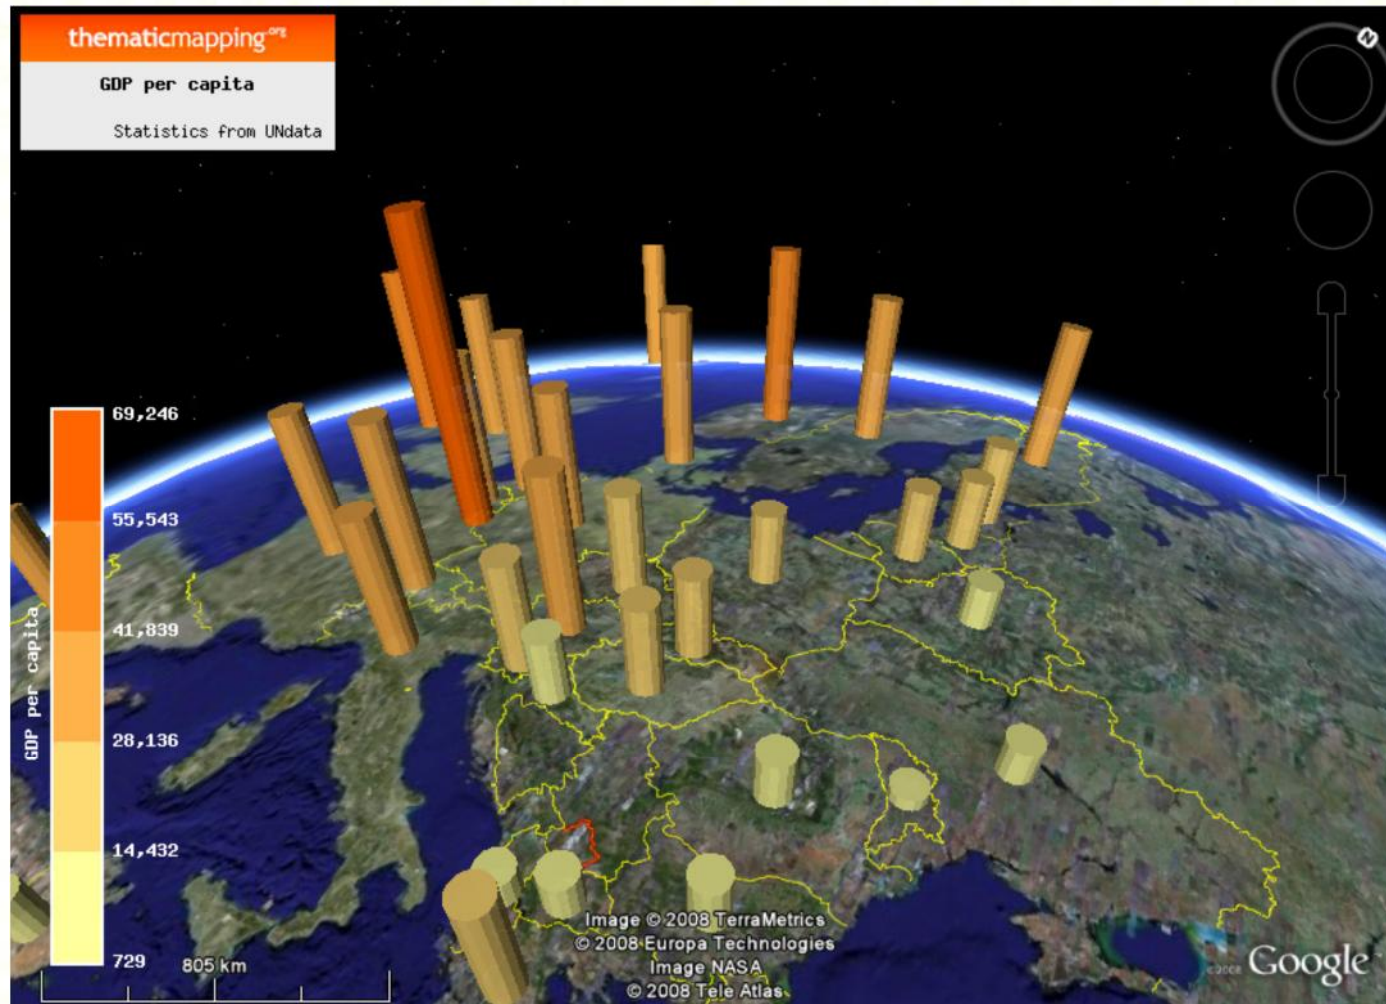 thematicmapping.org
GDP per capita
Statistics from UNdata
N
69,246
55,543
41,839
28,136
14,432
729
GDP per capita
805 km
Image © 2008 TerraMetrics
© 2008 Europa Technologies
Image NASA
© 2008 Tele Atlas
©2008 Google